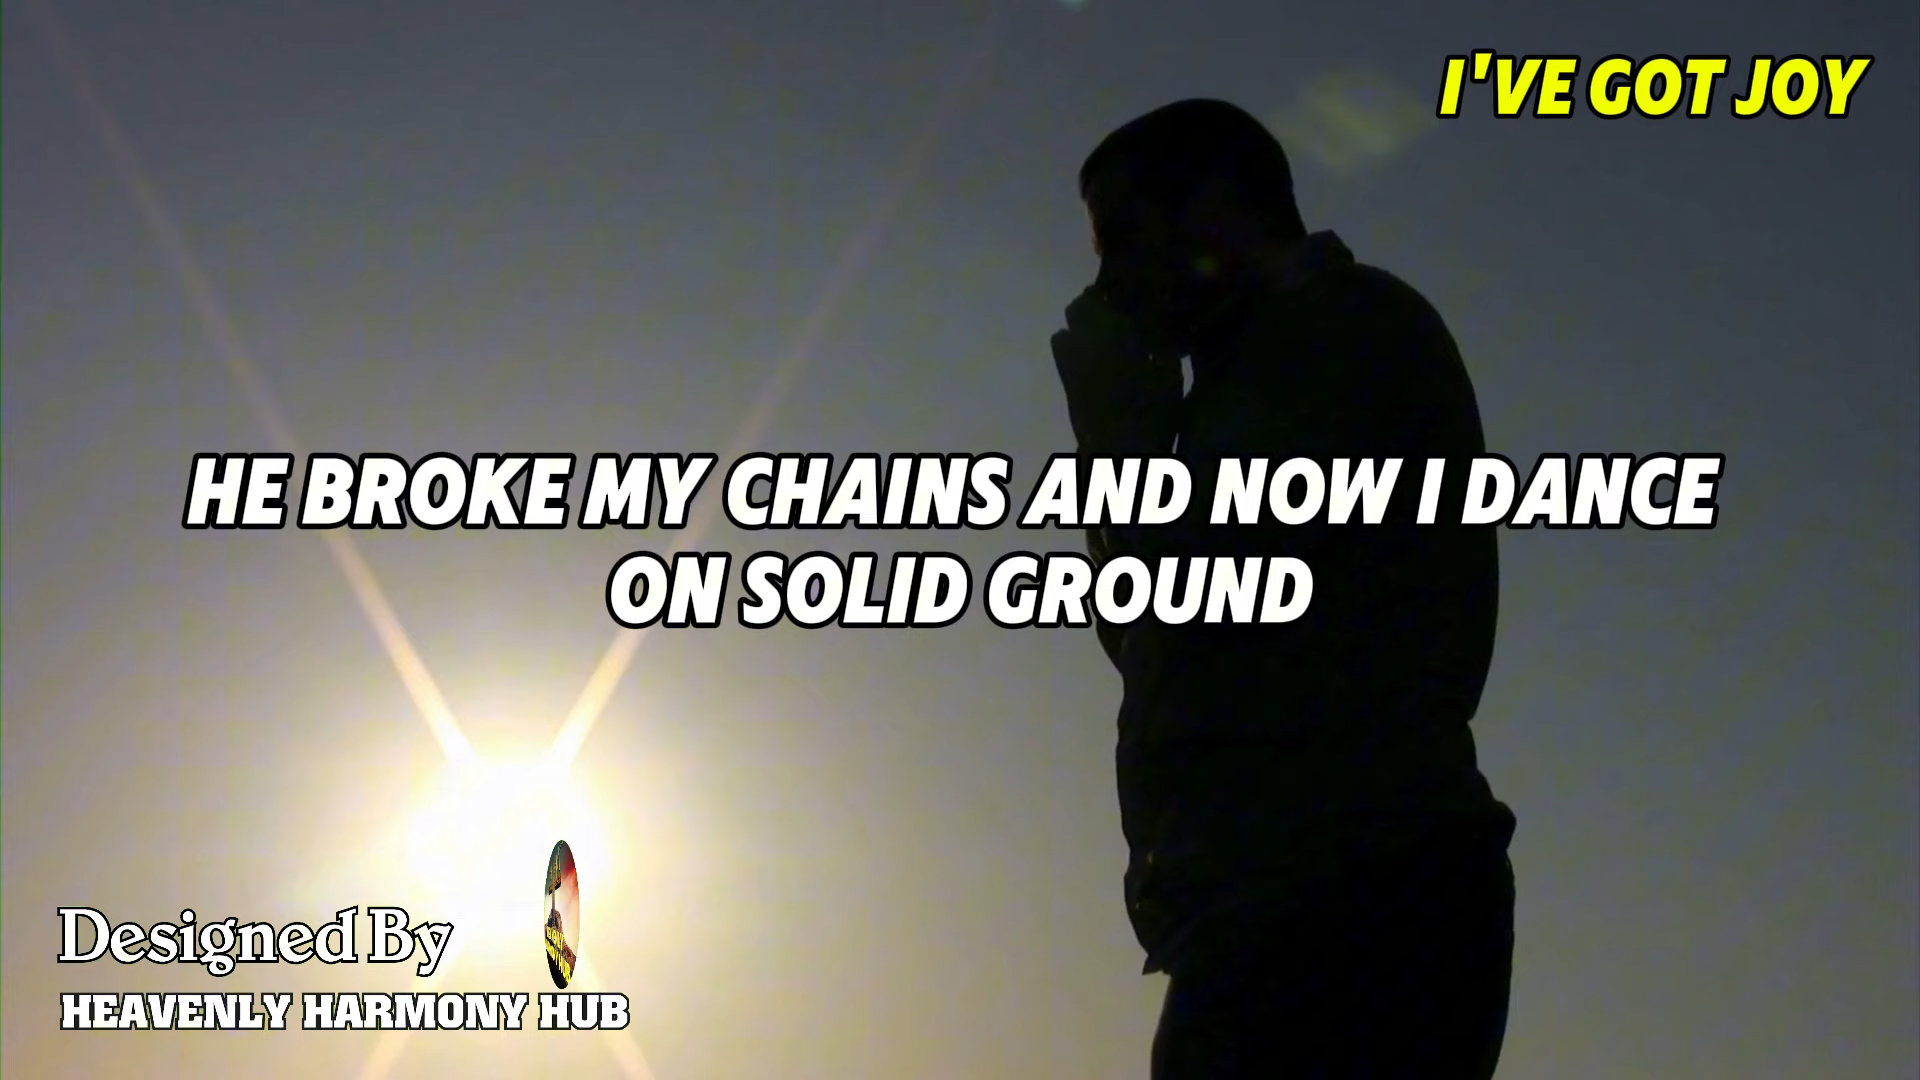 I'VE GOT JOY
HE BROKE MY CHAINS AND NOW I DANCE
ON SOLID GROUND
Designed By
HEAVENLY HARMONY HUB